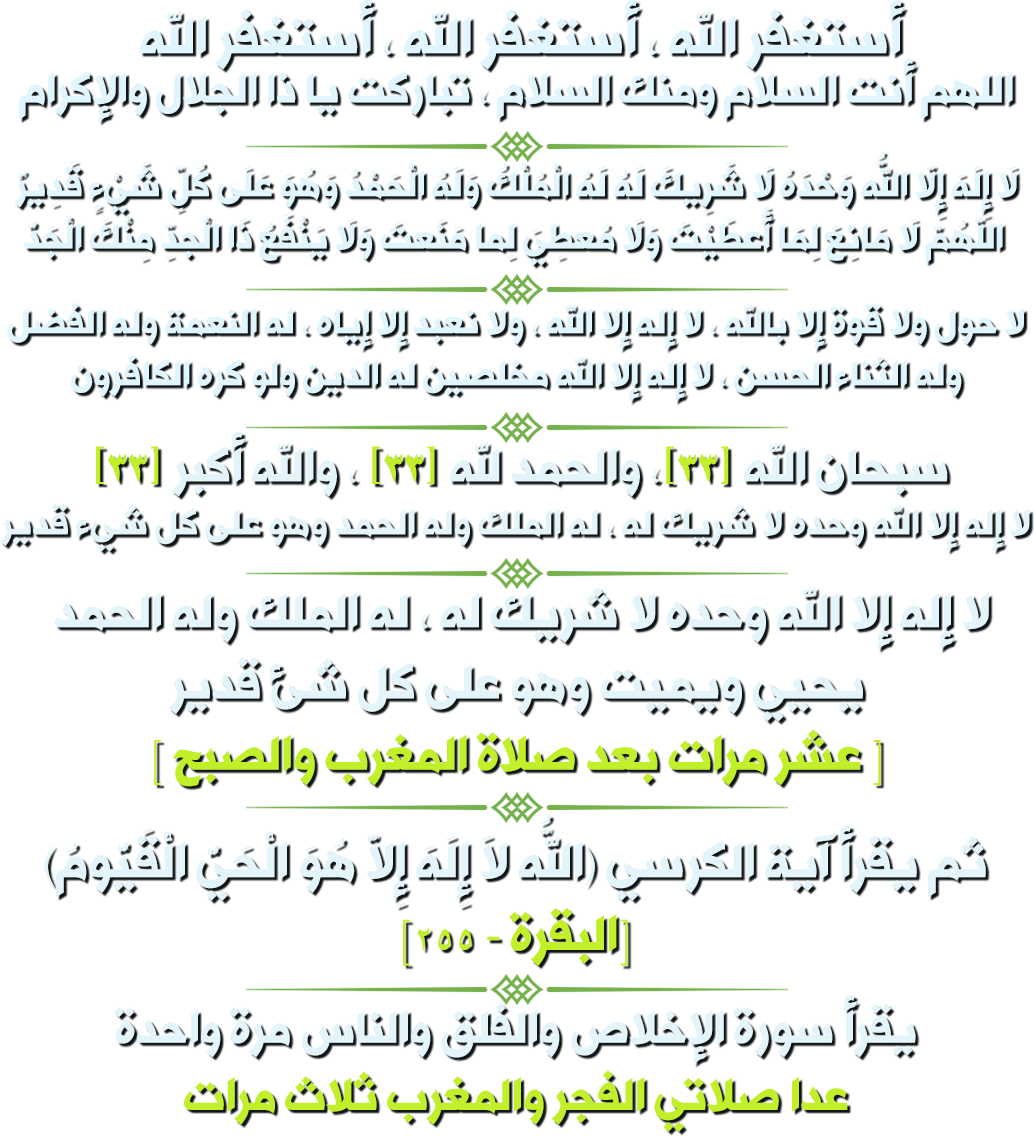 أستغفر الله ، أستغفر الله ، أستغفر الله
اللهم أنت السلام ومنك السلام ، تباركت يا ذا الجلال والإكرام
لَا إِلَهَ إِلّا اللَّه وَحْدَهُ لَا شَرِيكَ لَهُ لَهُ الْمُلْكُ وَلَهُ الْحَمْدُ وَهُوَ عَلَى كُلِّ شَيْءٍ قَدِيرٌ
اللّهُمّ لَا مَانِعَ لِمَا أَعطَيْتَ وَلَا مُعطِيَ لِما مَنَعتَ وَلَا يَنْفَعُ ذَا الْجدِّ مِنْكَ الْجَدّ
لا حول ولا قوة إلا بالله ، لا إله إلا الله ، ولا نعبد إلا إياه ، له النعمة وله الفضل
وله الثناء الحسن ، لا إله إلا الله مخلصين له الدين ولو كره الكافرون
سبحان الله [٣٣]، والحمد لله [٣٣] ، والله أكبر [٣٣]
لا إله إلا الله وحده لا شريك له ، له الملك وله الحمد وهو على كل شيء قدير
لا إله إلا الله وحده لا شريك له ، له الملك وله الحمد
يحيي ويميت وهو على كل شئ قدير
[ عشر مرات بعد صلاة المغرب والصبح ]
ثم يقرأ آية الكرسي (اللَّه لاَ إِلَهَ إِلاّ هُوَ الْحَيّ الْقَيّومُ)
[البقرة - ٢٥٥]
يقرأ سورة الإخلاص والفلق والناس مرة واحدة
عدا صلاتي الفجر والمغرب ثلاث مرات